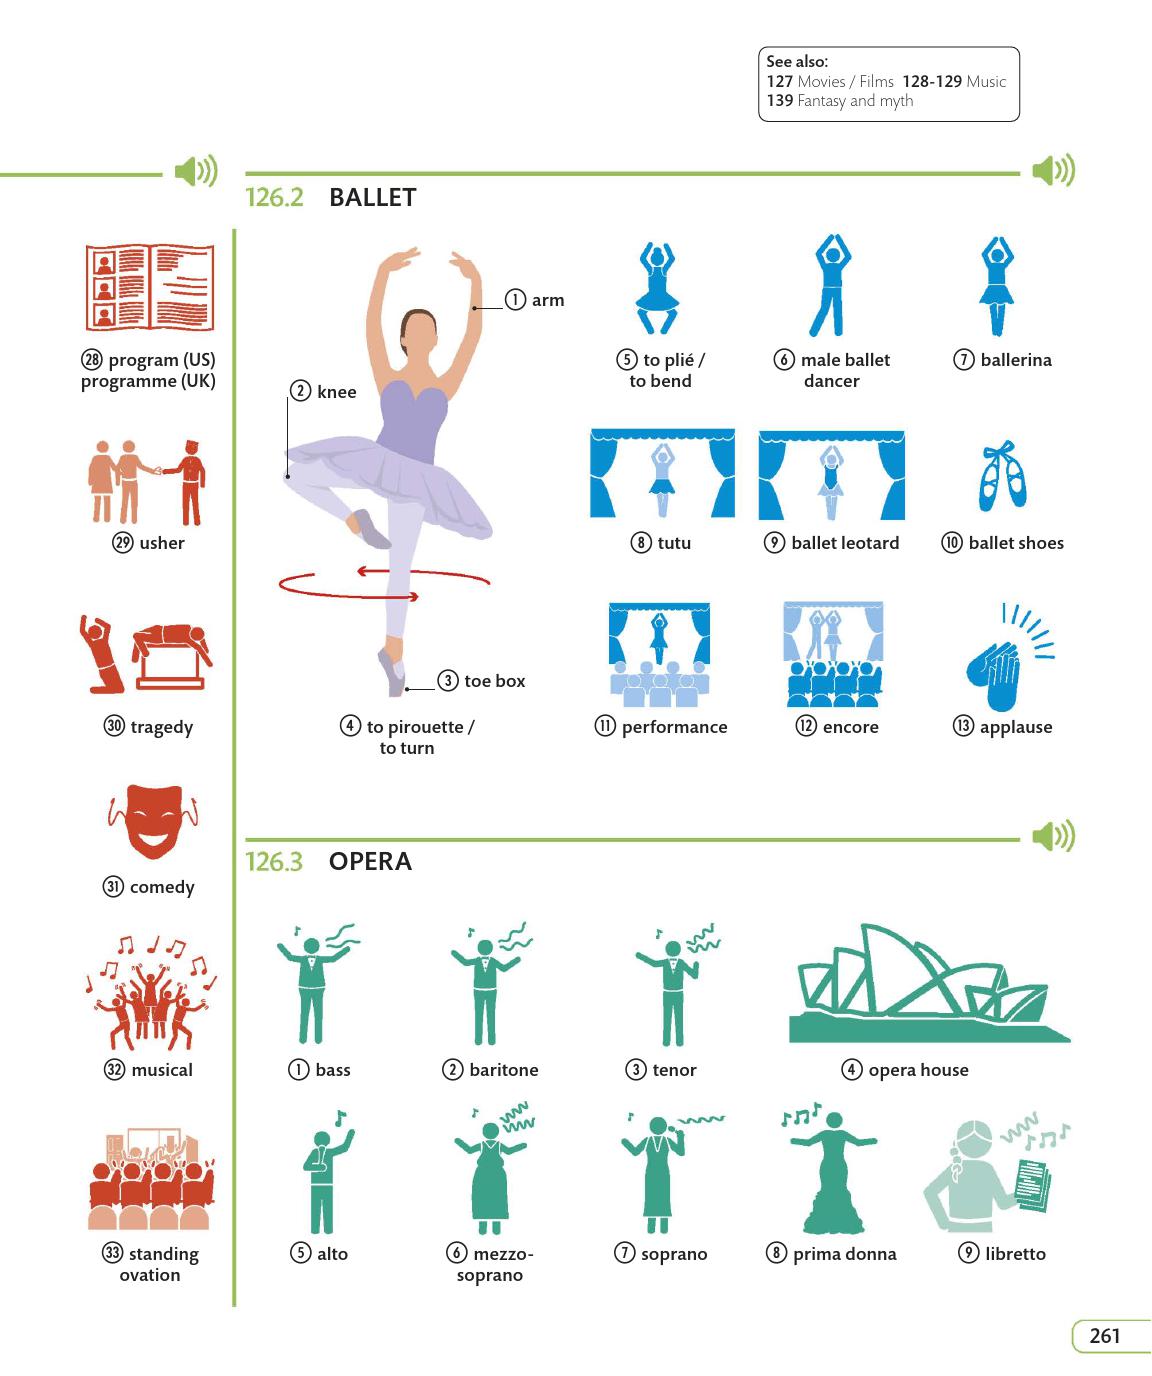 See also:
127 Movies / Films 128-129 Music
139 Fantasy and myth
28 program (US)
programme (UK)
29 usher
30 tragedy
31 comedy
32 musical
33 standing
ovation
126.2 BALLET
1 arm
2 knee
3 toe box
4 to pirouette /
to turn
5 to plié /
to bend
6 male ballet
dancer
7 ballerina
8 tutu
9 ballet leotard
10 ballet shoes
11 performance
12 encore
13 applause
126.3 OPERA
1 bass
2 baritone
3 tenor
4 opera house
5 alto
6 mezzo-
soprano
7 soprano
8 prima donna
9 libretto
261